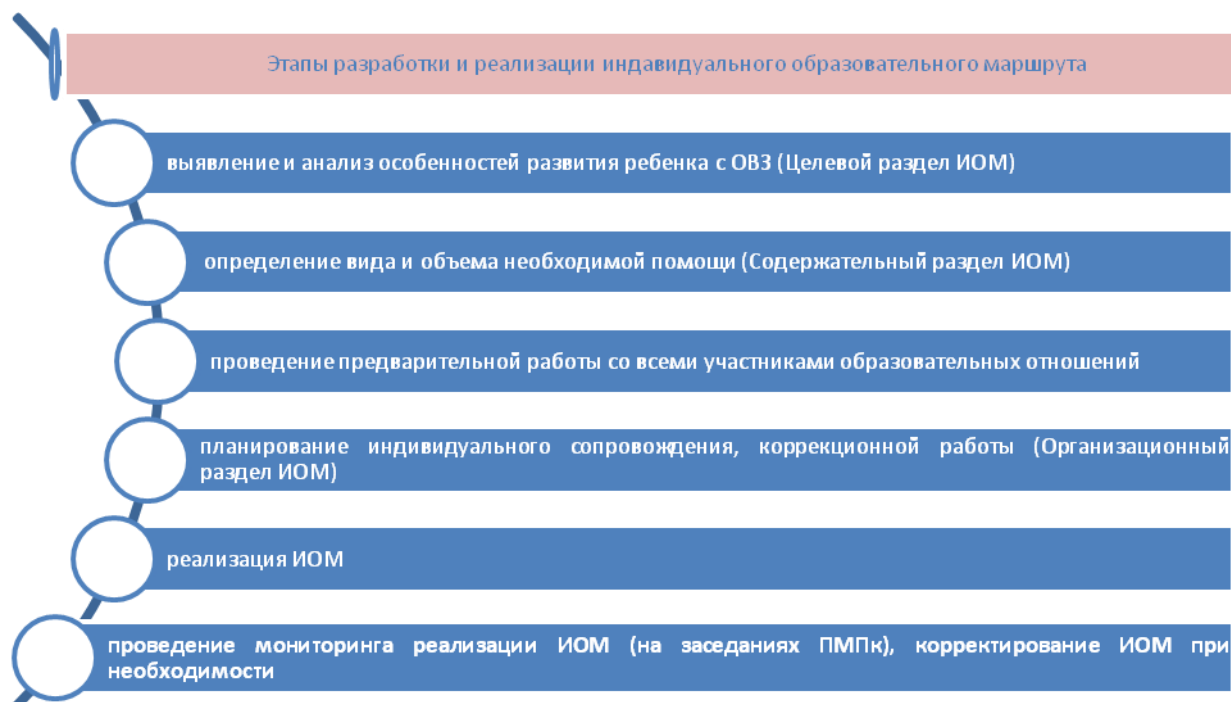 Этапы разработки и реализации индавидуального образовательного маршрута
выявление и анализ особенностей развития ребенка с ОВЗ (Целевой раздел ИОМ)
определение вида и объема необходимой помощи (Содержательный раздел ИОМ)
проведение предварительной работы со всеми участниками образовательных отношений
планирование индивидуального сопровождения, коррекционной работы (Организационный
раздел ИОМ)
реализация ИОМ
проведение мониторинга реализации ИОМ (на заседаниях ПМПк), корректирование ИОМ при
необходимости